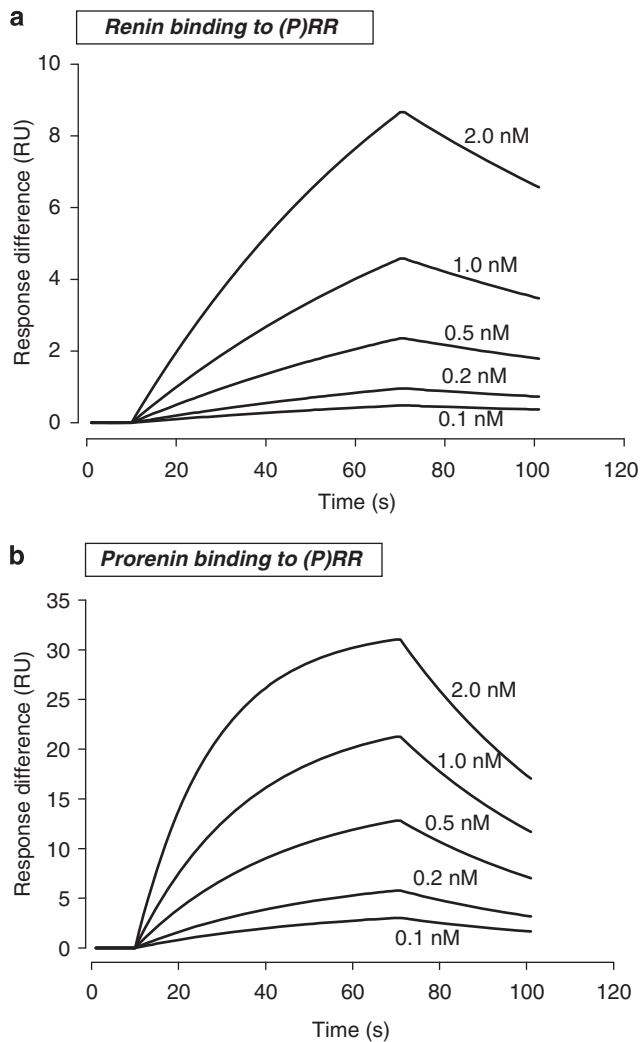 a
Renin binding to (P)RR
Response difference (RU)
10
8
6
4
2
0
2.0 nM
1.0 nM
0.5 nM
0.2 nM
0.1 nM
0 20 40 60 80 100 120
Time (s)
b
Prorenin binding to (P)RR
Response difference (RU)
35
30
25
20
15
10
5
0
2.0 nM
1.0 nM
0.5 nM
0.2 nM
0.1 nM
0 20 40 60 80 100 120
Time (s)